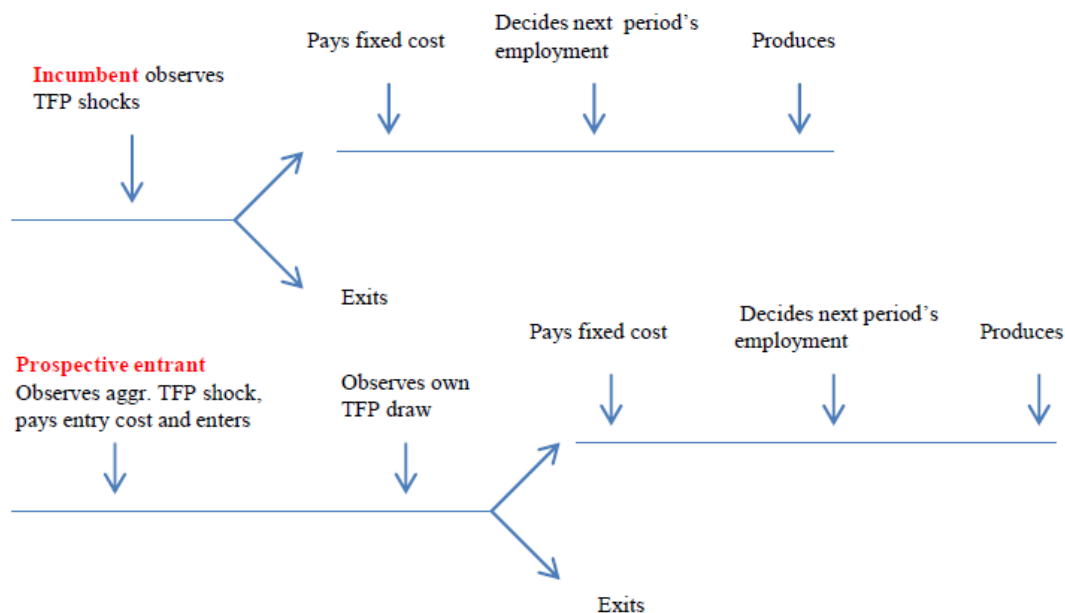 Pays fixed cost
Decides next period's
employment
Produces
Incumbent observes
TFP shocks
Exits
Pays fixed cost
Decides next period's
employment
Produces
Prospective entrant
Observes aggr. TFP shock,
pays entry cost and enters
Observes own
TFP draw
Exits